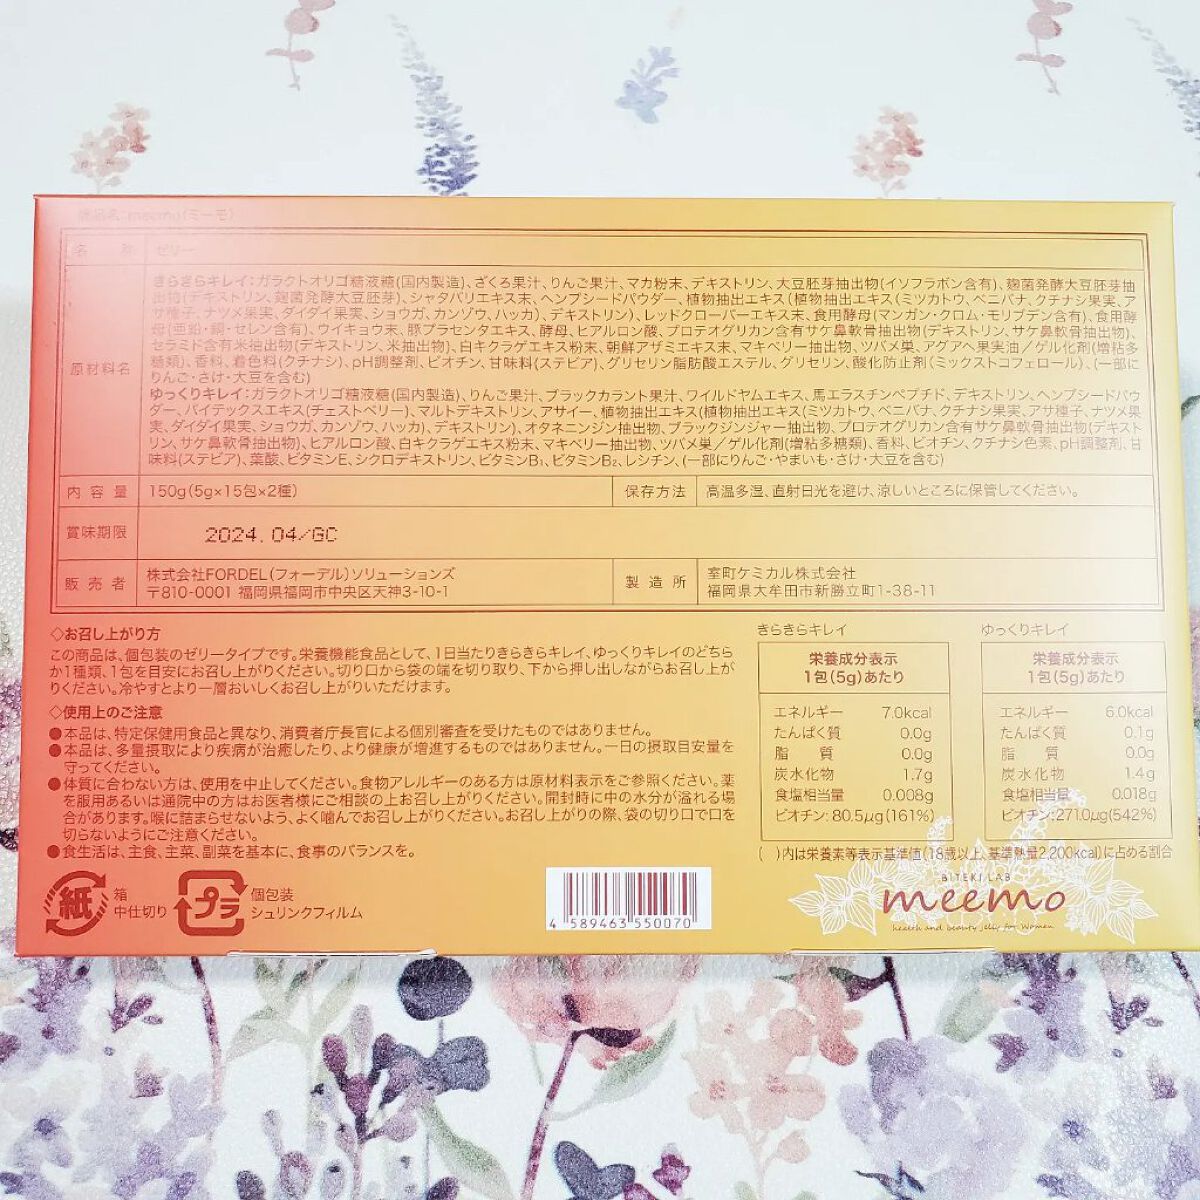 商品名:meemo(ミーモ)
名 称 ゼリー
原材料名
きらきらキレイ:ガラクトオリゴ糖液糖(国内製造)、ざくろ果汁、りんご果汁、マカ粉末、デキストリン、大豆胚芽抽出物(イソフラボン含有)、麹菌発酵大豆胚芽抽
出物(デキストリン、麹菌発酵大豆胚芽)、シャタバリエキス末、ヘンプシードパウダー、植物抽出エキス(植物抽出エキス(ミツカトウ、ベニバナ、クチナシ果実、ア
サ種子、ナツメ果実、ダイダイ果実、ショウガ、カンゾウ、ハッカ)、デキストリン)、レッドクローバーエキス末、食用酵母(マンガン・クロム・モリブデン含有)、食用酵
母(亜鉛・銅・セレン含有)、ウイキョウ末、豚プラセンタエキス、酵母、ヒアルロン酸、プロテオグリカン含有サケ鼻軟骨抽出物(デキストリン、サケ鼻軟骨抽出物)、
セラミド含有米抽出物(デキストリン、米抽出物)、白キクラゲエキス粉末、朝鮮アザミエキス末、マキベリー抽出物、ツバメ巣、アグアヘ果実油/ゲル化剤(増粘多
糖類)、香料、着色料(クチナシ)、pH調整剤、ビオチン、甘味料(ステビア)、グリセリン脂肪酸エステル、グリセリン、酸化防止剤(ミックストコフェロール)、(一部に
りんご・さけ・大豆を含む)
ゆっくりキレイ:ガラクトオリゴ糖液糖(国内製造)、りんご果汁、ブラックカラント果汁、ワイルドヤムエキス、馬エラスチンペプチド、デキストリン、ヘンプシードパウ
ダー、バイテックスエキス(チェストベリー)、マルトデキストリン、アサイー、植物抽出エキス(植物抽出エキス(ミツカトウ、ベニバナ、クチナシ果実、アサ種子、ナツメ果
実、ダイダイ果実、ショウガ、カンゾウ、ハッカ)、デキストリン)、オタネニンジン抽出物、ブラックジンジャー抽出物、プロテオグリカン含有サケ鼻軟骨抽出物(デキスト
リン、サケ鼻軟骨抽出物)、ヒアルロン酸、白キクラゲエキス粉末、マキベリー抽出物、ツバメ巣/ゲル化剤(増粘多糖類)、香料、ビオチン、クチナシ色素、pH調整剤、甘
味料(ステビア)、葉酸、ビタミンE、シクロデキストリン、ビタミンB₁、ビタミンB₂、レシチン、(一部にりんご・やまいも・さけ・大豆を含む)
内容量 150g(5g×15包×2種) 保存方法 高温多湿、直射日光を避け、涼しいところに保管してください。
賞味期限 2024.04/GC
販売者 株式会社FORDEL(フォーデル)ソリューションズ
〒810-0001 福岡県福岡市中央区天神3-10-1
製造所 室町ケミカル株式会社
福岡県大牟田市新勝立町1-38-11
◇お召し上がり方
この商品は、個包装のゼリータイプです。栄養機能食品として、1日当たりきらきらキレイ、ゆっくりキレイのどちら
か1種類、1包を目安にお召し上がりください。切り口から袋の端を切り取り、下から押し出しながらお召し上が
りください。冷やすとより一層おいしくお召し上がりいただけます。
◇使用上のご注意
●本品は、特定保健用食品と異なり、消費者庁長官による個別審査を受けたものではありません。
●本品は、多量摂取により疾病が治癒したり、より健康が増進するものではありません。一日の摂取目安量を
守ってください。
●体質に合わない方は、使用を中止してください。食物アレルギーのある方は原材料表示をご参照ください。薬
を服用あるいは通院中の方はお医者様にご相談の上お召し上がりください。開封時に中の水分が溢れる場
合があります。喉に詰まらせないよう、よく噛んでお召し上がりください。お召し上がりの際、袋の切り口で口を
切らないようにご注意ください。
●食生活は、主食、主菜、副菜を基本に、食事のバランスを。
きらきらキレイ
栄養成分表示
1包(5g)あたり
エネルギー 7.0kcal
たんぱく質 0.0g
脂 質 0.0g
炭水化物 1.7g
食塩相当量 0.008g
ビオチン:80.5μg(161%)
ゆっくりキレイ
栄養成分表示
1包(5g)あたり
エネルギー 6.0kcal
たんぱく質 0.1g
脂 質 0.0g
炭水化物 1.4g
食塩相当量 0.018g
ビオチン:271.0μg(542%)
( )内は栄養素等表示基準値(18歳以上、基準熱量2,200kcal)に占める割合
紙 箱
中仕切り
プラ 個包装
シュリンクフィルム
4 589463 550070
BITEKI LAB
meemo
health and beauty jelly for Women